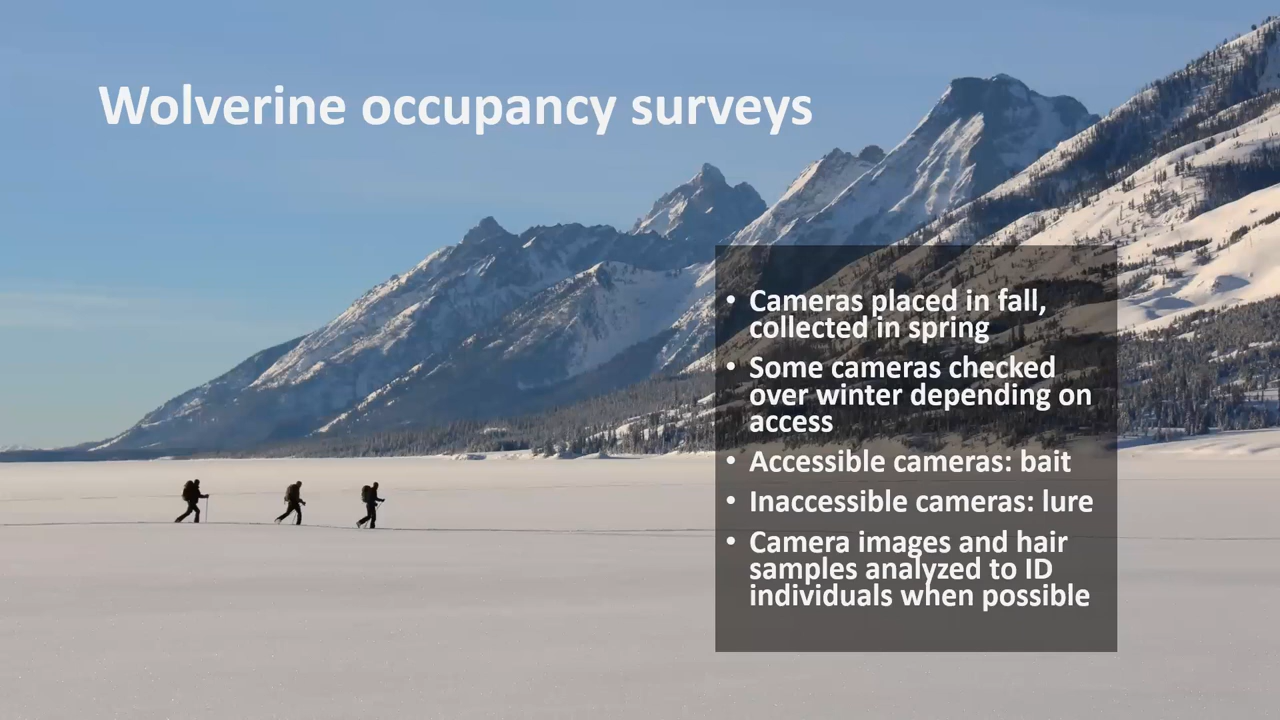 Wolverine occupancy surveys
• Cameras placed in fall,
collected in spring
• Some cameras checked
over winter depending on
access
• Accessible cameras: bait
• Inaccessible cameras: lure
• Camera images and hair
samples analyzed to ID
individuals when possible